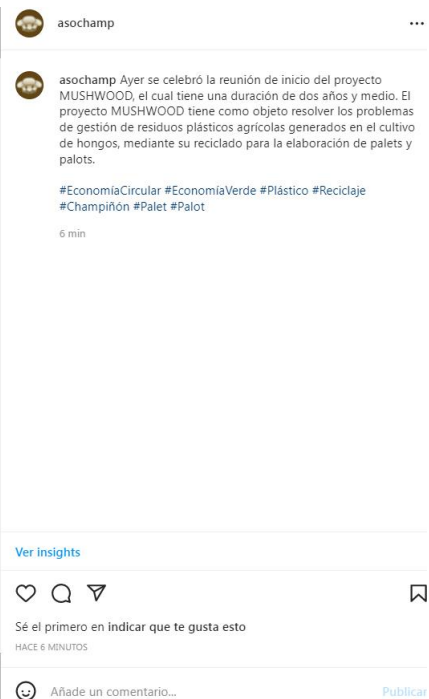 asochamp
asochamp Ayer se celebró la reunión de inicio del proyecto
MUSHWOOD, el cual tiene una duración de dos años y medio. El
proyecto MUSHWOOD tiene como objeto resolver los problemas
de gestión de residuos plásticos agrícolas generados en el cultivo
de hongos, mediante su reciclado para la elaboración de palets y
palots.
#EconomíaCircular #EconomíaVerde #Plástico #Reciclaje
#Champiñón #Palet #Palot
6 min
Ver insights
Sé el primero en indicar que te gusta esto
HACE 6 MINUTOS
Añade un comentario... Publicar